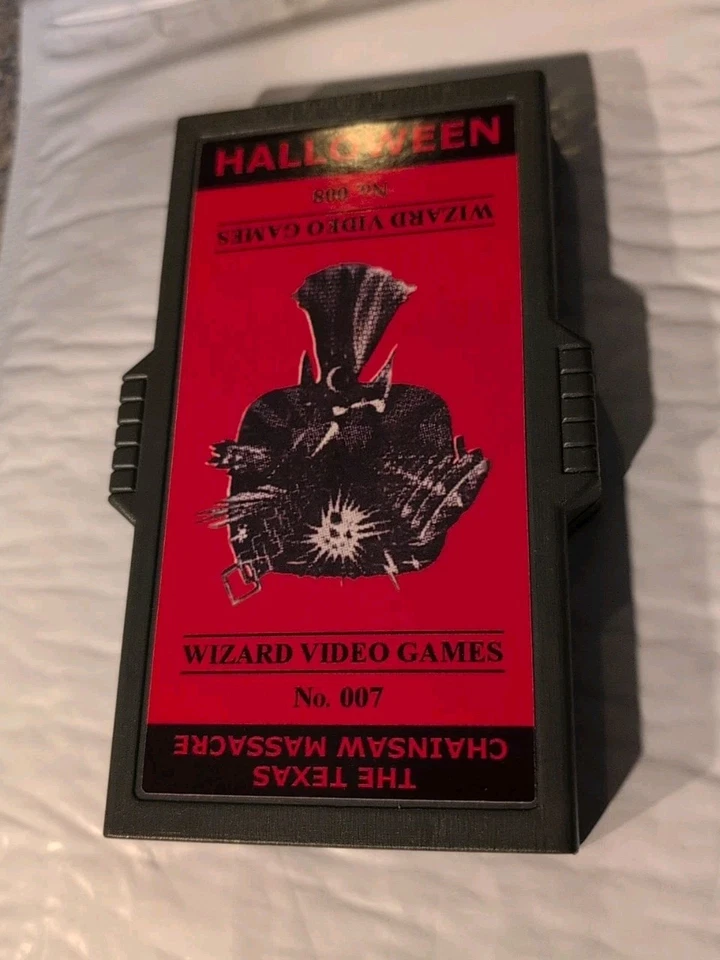 HALLOWEEN
No. 008
WIZARD VIDEO GAMES
WIZARD VIDEO GAMES
No. 007
THE TEXAS
CHAINSAW MASSACRE